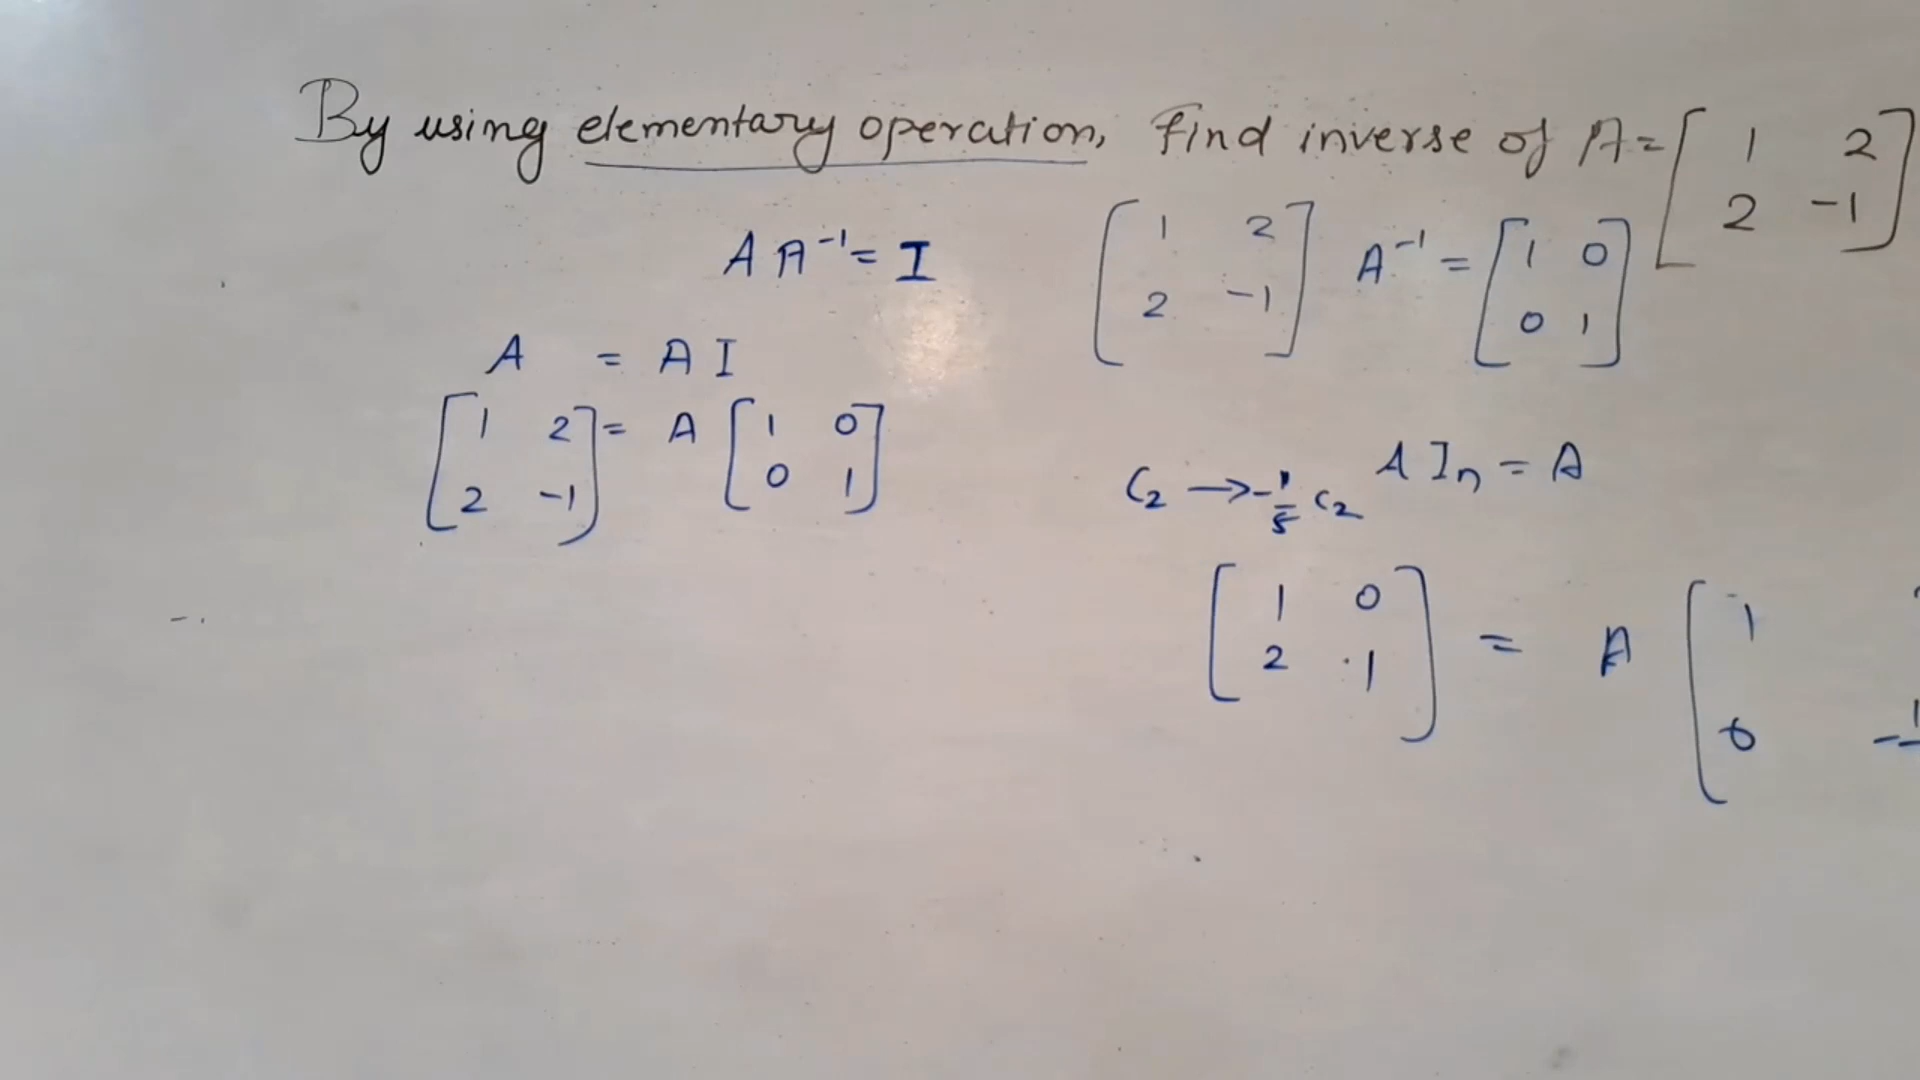 By using elementary operation, find inverse of A = [ 1 2
2 -1 ]
A A⁻¹ = I
[ 1 2
2 -1 ] A⁻¹ = [ 1 0
0 1 ]
A = A I
[ 1 2
2 -1 ] = A [ 1 0
0 1 ]
A Iₙ = A
C₂ → -1/5 C₂
[ 1 0
2 1 ] = A [ 1
0 -1